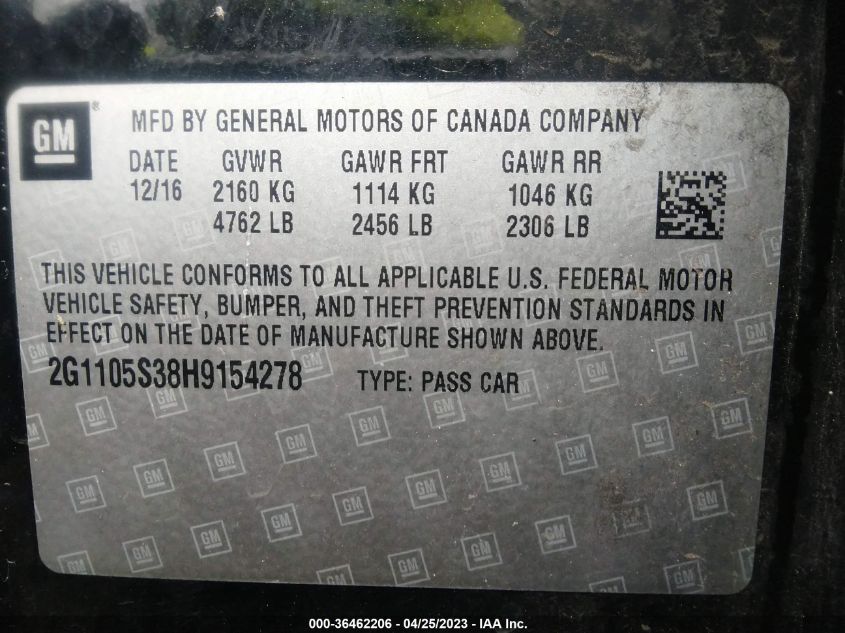 GM ® MFD BY GENERAL MOTORS OF CANADA COMPANY
DATE GVWR GAWR FRT GAWR RR
12/16 2160 KG 1114 KG 1046 KG
4762 LB 2456 LB 2306 LB
THIS VEHICLE CONFORMS TO ALL APPLICABLE U.S. FEDERAL MOTOR
VEHICLE SAFETY, BUMPER, AND THEFT PREVENTION STANDARDS IN
EFFECT ON THE DATE OF MANUFACTURE SHOWN ABOVE.
2G1105S38H9154278 TYPE: PASS CAR
000-36462206 - 04/25/2023 - IAA Inc.